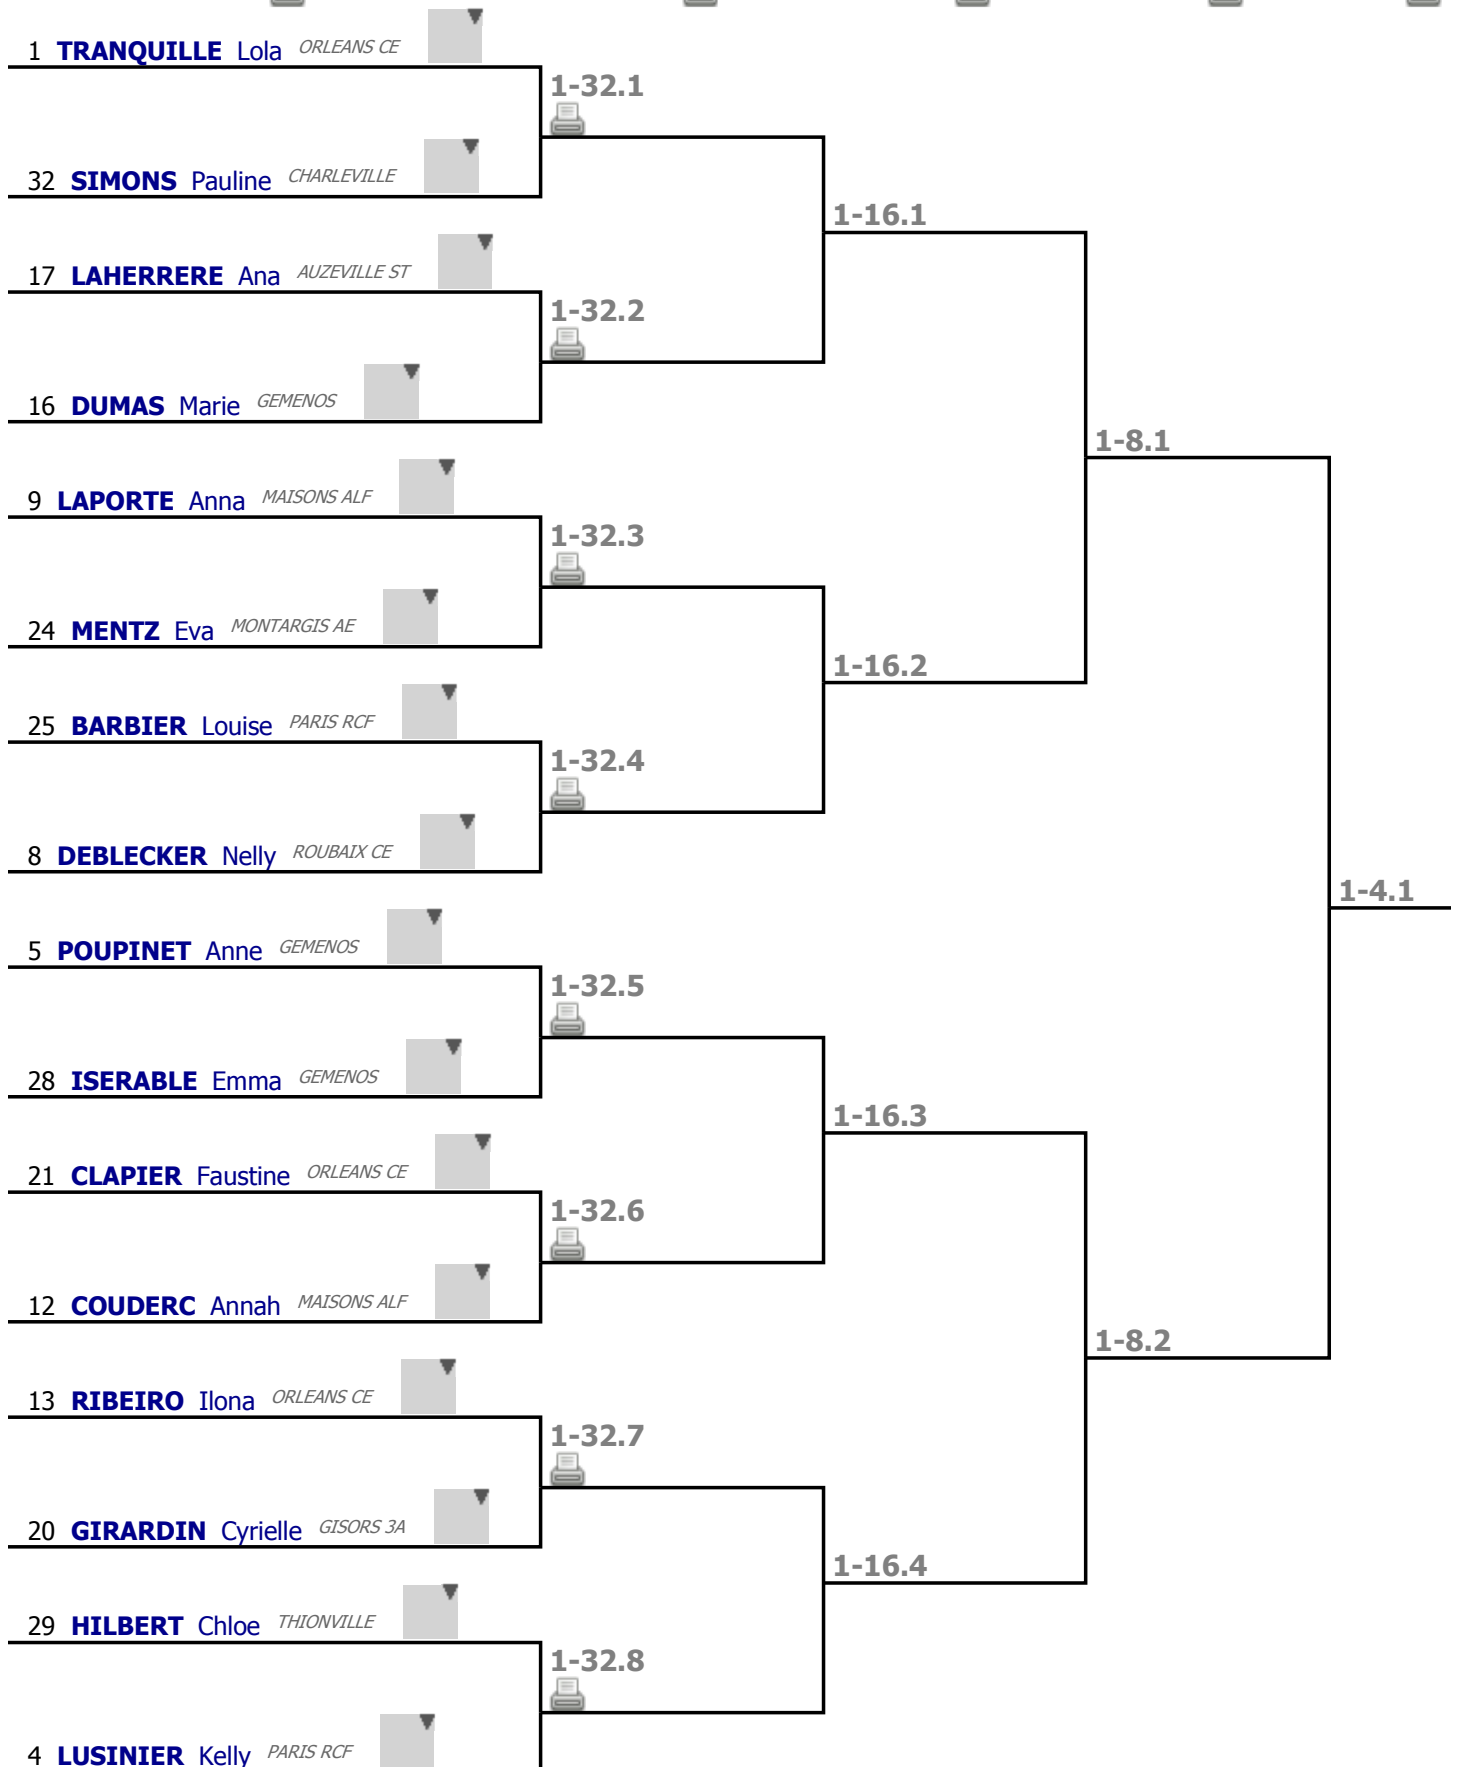 1 TRANQUILLE Lola ORLEANS CE
1-32.1
32 SIMONS Pauline CHARLEVILLE
1-16.1
17 LAHERRERE Ana AUZEVILLE ST
1-32.2
16 DUMAS Marie GEMENOS
1-8.1
9 LAPORTE Anna MAISONS ALF
1-32.3
24 MENTZ Eva MONTARGIS AE
1-16.2
25 BARBIER Louise PARIS RCF
1-32.4
8 DEBLECKER Nelly ROUBAIX CE
1-4.1
5 POUPINET Anne GEMENOS
1-32.5
28 ISERABLE Emma GEMENOS
1-16.3
21 CLAPIER Faustine ORLEANS CE
1-32.6
12 COUDERC Annah MAISONS ALF
1-8.2
13 RIBEIRO Ilona ORLEANS CE
1-32.7
20 GIRARDIN Cyrielle GISORS 3A
1-16.4
29 HILBERT Chloe THIONVILLE
1-32.8
4 LUSINIER Kelly PARIS RCF